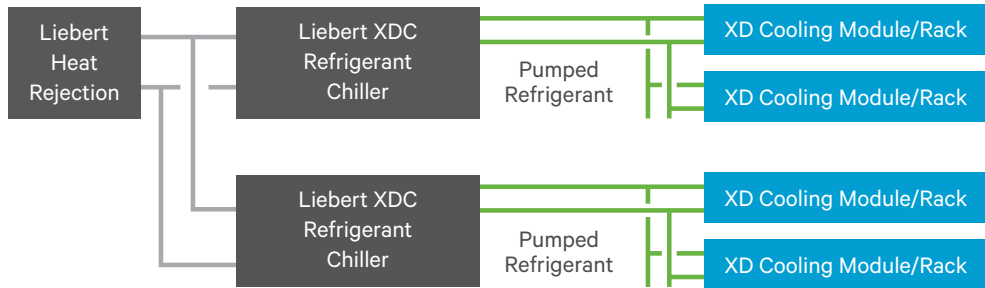 Liebert
Heat
Rejection
Liebert XDC
Refrigerant
Chiller
Pumped
Refrigerant
XD Cooling Module/Rack
XD Cooling Module/Rack
Liebert XDC
Refrigerant
Chiller
Pumped
Refrigerant
XD Cooling Module/Rack
XD Cooling Module/Rack